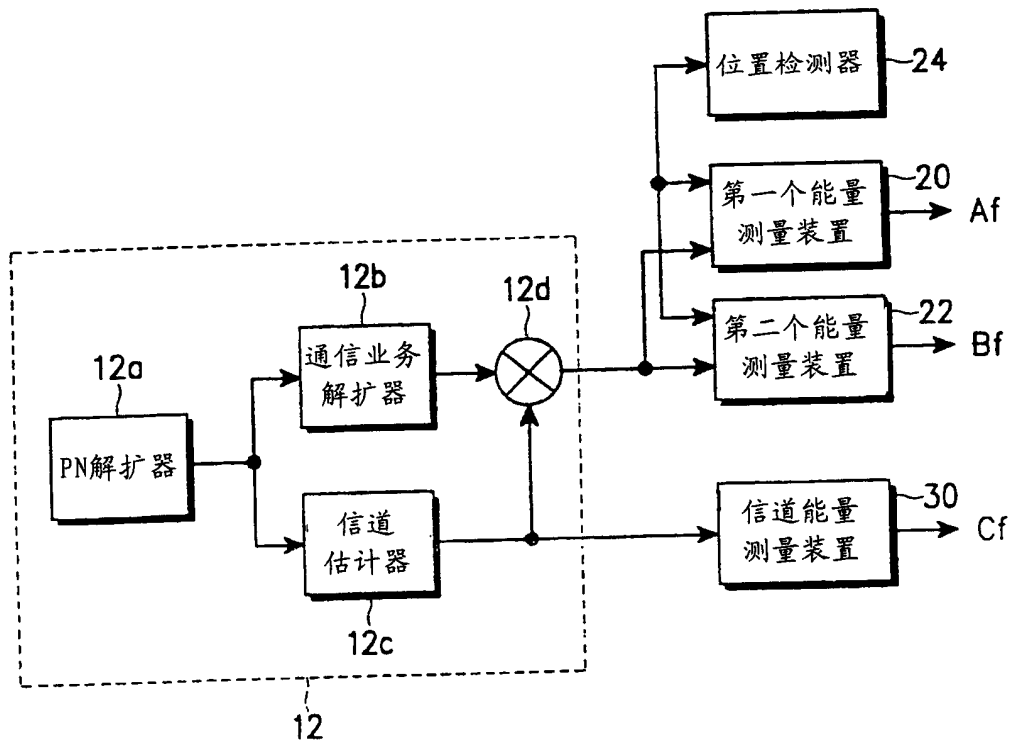 位置检测器
24
第一个能量
测量装置
20
Af
第二个能量
测量装置
22
Bf
12b
通信业务
解扩器
12d
12a
PN解扩器
信道
估计器
12c
信道能量
测量装置
30
Cf
12